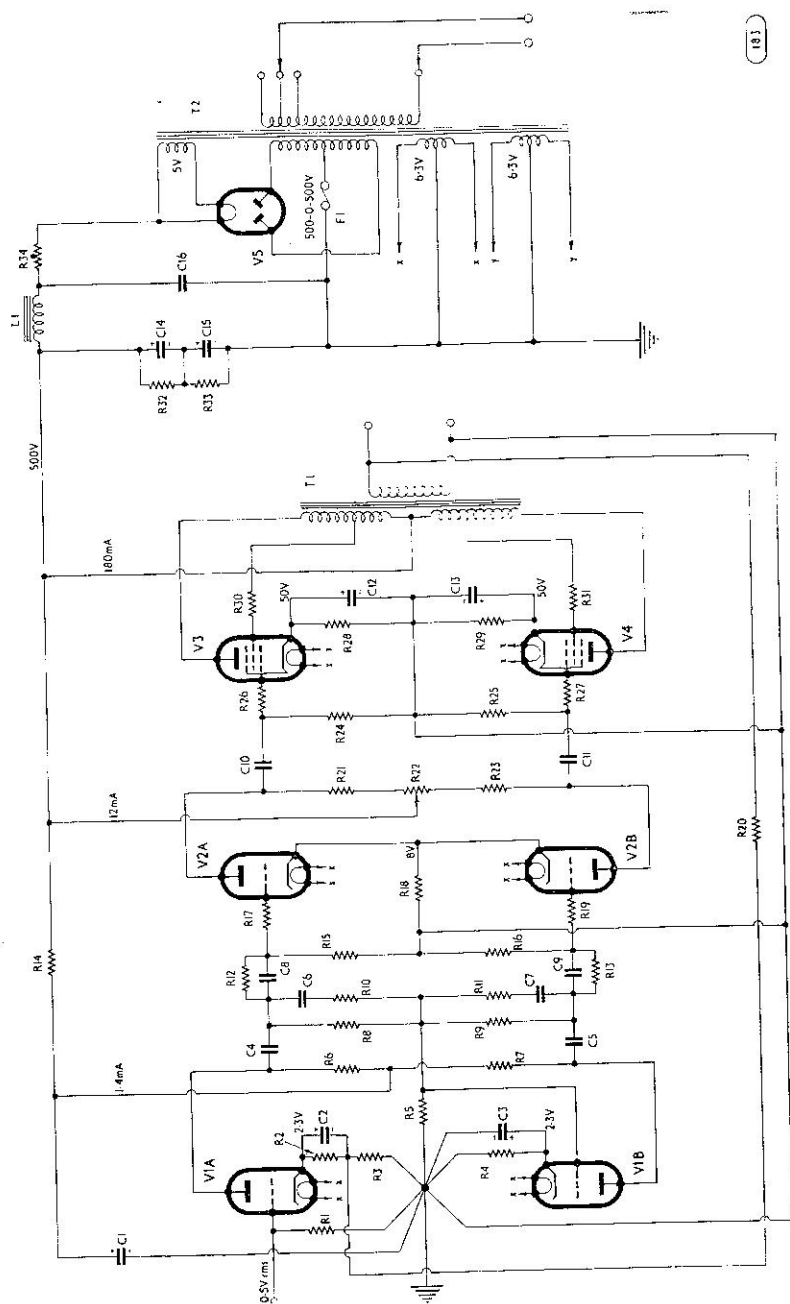 183
T2
5V
V5
500-0-500V
F1
6·3V
6·3V
x
x
y
y
R34
L1
C16
C14
C15
R32
R33
500V
T1
180mA
V3
R30
50V
C12
R28
R26
x
x
C13
50V
R29
R31
V4
R27
x
x
R24
R25
C10
C11
12mA
R21
R22
R23
V2A
V2B
x
x
8V
R18
x
x
R17
R19
R14
R15
R16
R12
C8
C6
R10
R11
C7
C9
R13
R8
R9
C4
C5
R6
R7
1·4mA
R5
V1A
2·3V
C2
R2
R3
x
x
R1
C1
0·5V rms
C3
2·3V
R4
x
x
V1B
R20